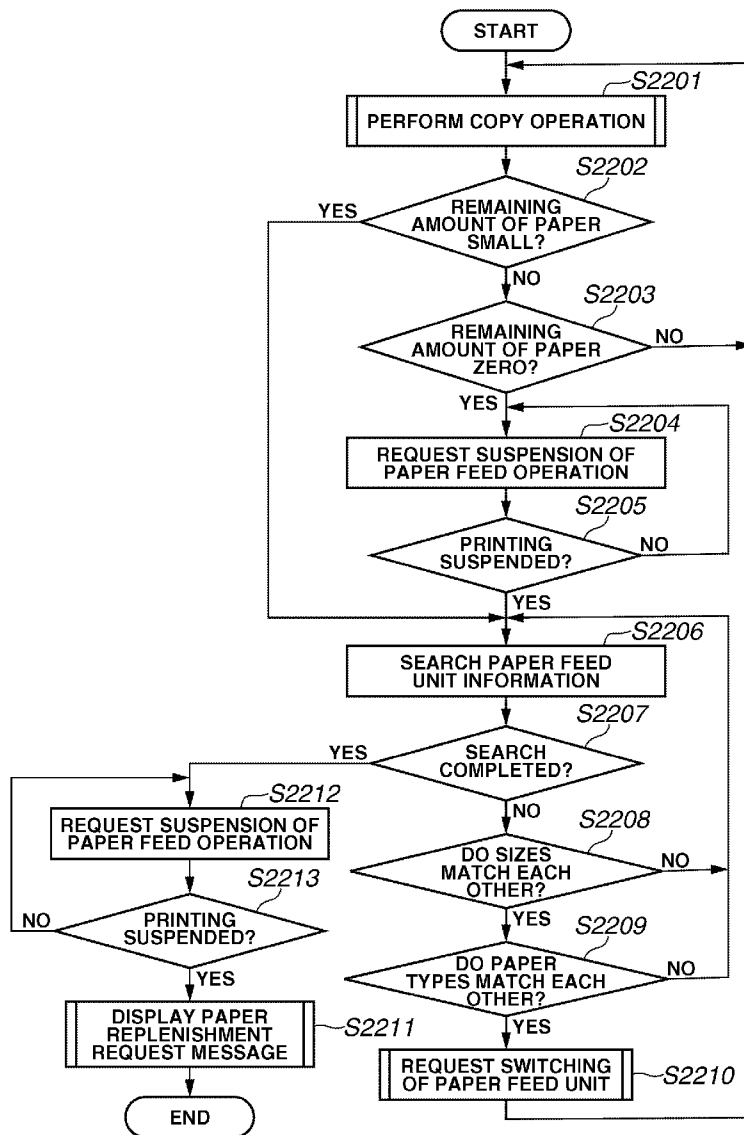 START
S2201
PERFORM COPY OPERATION
S2202
YES
REMAINING
AMOUNT OF PAPER
SMALL?
NO
S2203
REMAINING
AMOUNT OF PAPER
ZERO?
NO
YES
S2204
REQUEST SUSPENSION OF
PAPER FEED OPERATION
S2205
PRINTING
SUSPENDED?
NO
YES
S2206
SEARCH PAPER FEED
UNIT INFORMATION
S2207
YES
SEARCH
COMPLETED?
NO
S2208
DO SIZES
MATCH EACH
OTHER?
NO
YES
S2209
DO PAPER
TYPES MATCH EACH
OTHER?
NO
YES
REQUEST SWITCHING
OF PAPER FEED UNIT
S2210
S2212
REQUEST SUSPENSION OF
PAPER FEED OPERATION
S2213
NO
PRINTING
SUSPENDED?
YES
DISPLAY PAPER
REPLENISHMENT
REQUEST MESSAGE
S2211
END